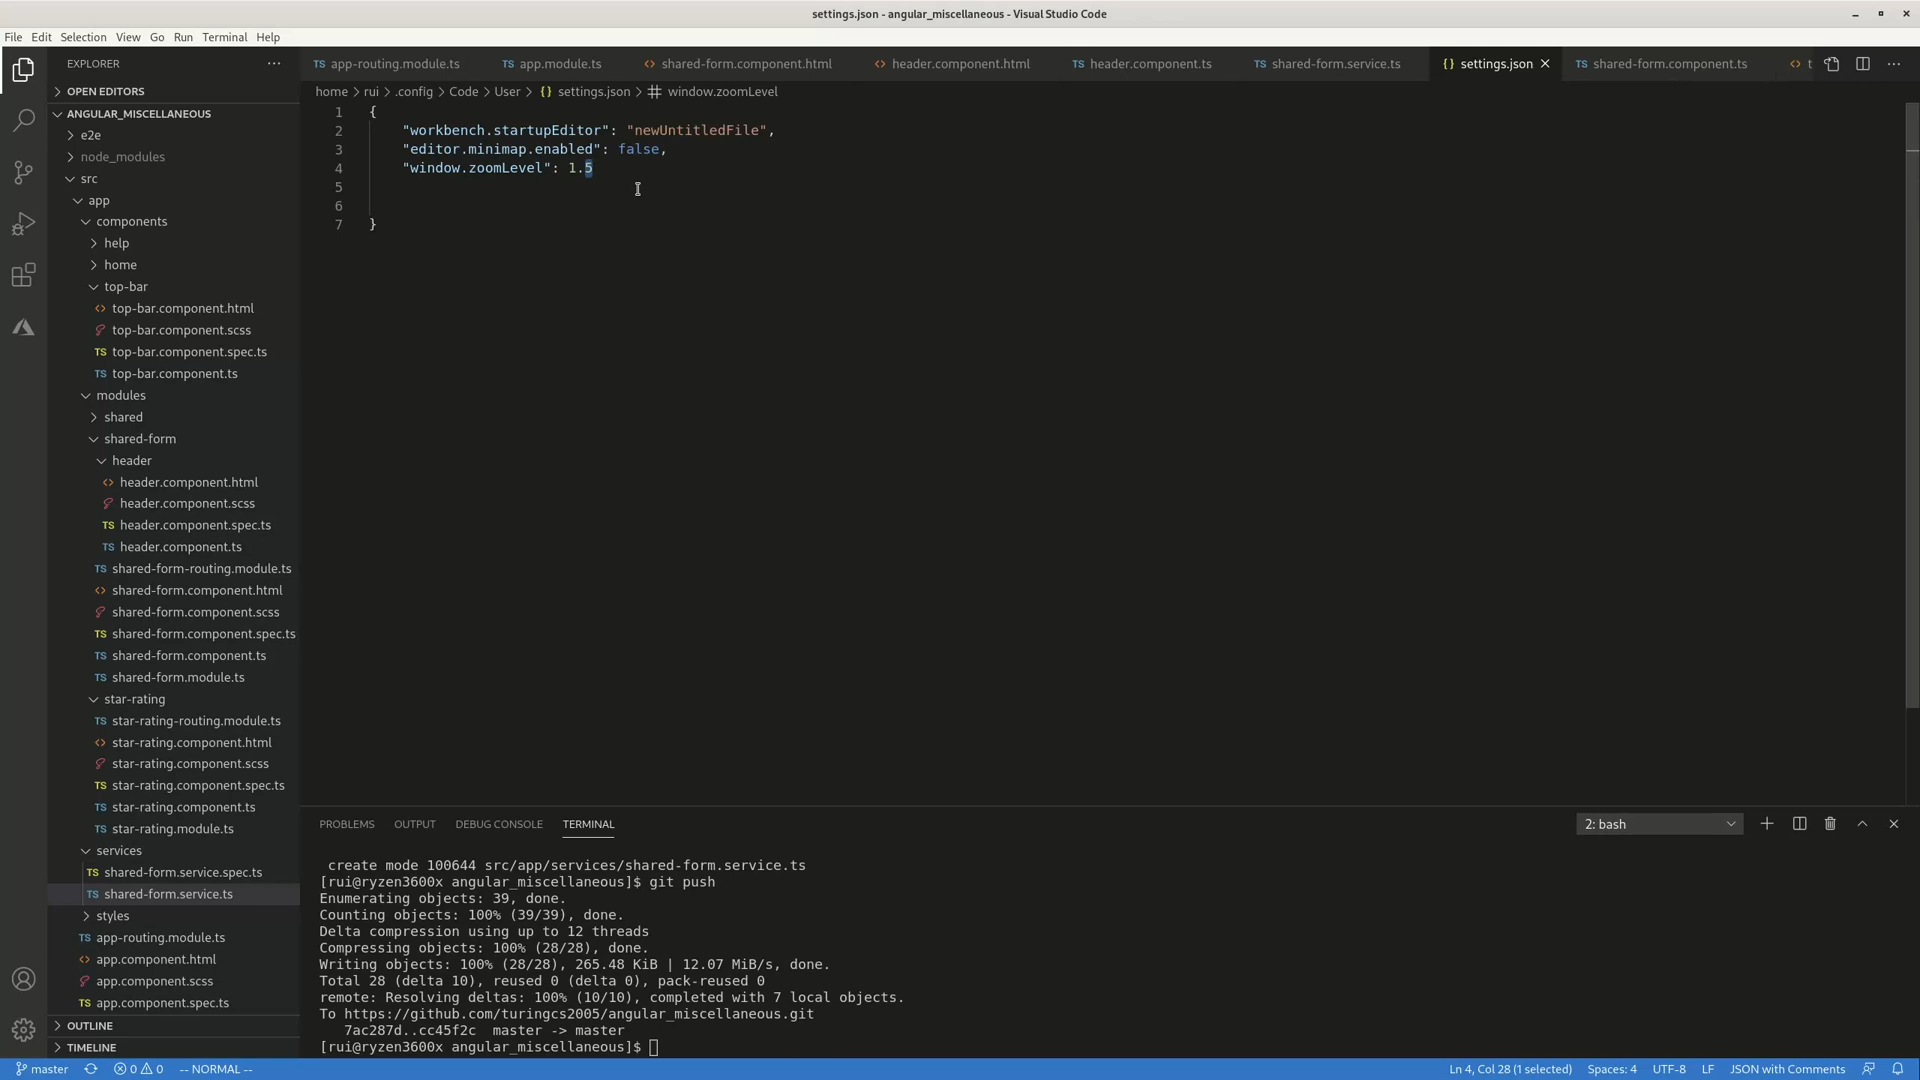 settings.json - angular_miscellaneous - Visual Studio Code
File Edit Selection View Go Run Terminal Help
EXPLORER
OPEN EDITORS
ANGULAR_MISCELLANEOUS
e2e
node_modules
src
app
components
help
home
top-bar
top-bar.component.html
top-bar.component.scss
TS top-bar.component.spec.ts
TS top-bar.component.ts
modules
shared
shared-form
header
header.component.html
header.component.scss
TS header.component.spec.ts
TS header.component.ts
TS shared-form-routing.module.ts
shared-form.component.html
shared-form.component.scss
TS shared-form.component.spec.ts
TS shared-form.component.ts
TS shared-form.module.ts
star-rating
TS star-rating-routing.module.ts
star-rating.component.html
star-rating.component.scss
TS star-rating.component.spec.ts
TS star-rating.component.ts
TS star-rating.module.ts
services
TS shared-form.service.spec.ts
TS shared-form.service.ts
styles
TS app-routing.module.ts
app.component.html
app.component.scss
TS app.component.spec.ts
OUTLINE
TIMELINE
TS app-routing.module.ts TS app.module.ts <> shared-form.component.html <> header.component.html TS header.component.ts TS shared-form.service.ts {} settings.json TS shared-form.component.ts <> t
home > rui > .config > Code > User > {} settings.json > # window.zoomLevel
1 {
2 "workbench.startupEditor": "newUntitledFile",
3 "editor.minimap.enabled": false,
4 "window.zoomLevel": 1.5
5
6
7 }
PROBLEMS OUTPUT DEBUG CONSOLE TERMINAL 2: bash
create mode 100644 src/app/services/shared-form.service.ts
[rui@ryzen3600x angular_miscellaneous]$ git push
Enumerating objects: 39, done.
Counting objects: 100% (39/39), done.
Delta compression using up to 12 threads
Compressing objects: 100% (28/28), done.
Writing objects: 100% (28/28), 265.48 KiB | 12.07 MiB/s, done.
Total 28 (delta 10), reused 0 (delta 0), pack-reused 0
remote: Resolving deltas: 100% (10/10), completed with 7 local objects.
To https://github.com/turingcs2005/angular_miscellaneous.git
7ac287d..cc45f2c master -> master
[rui@ryzen3600x angular_miscellaneous]$
master 0 0 -- NORMAL -- Ln 4, Col 28 (1 selected) Spaces: 4 UTF-8 LF JSON with Comments